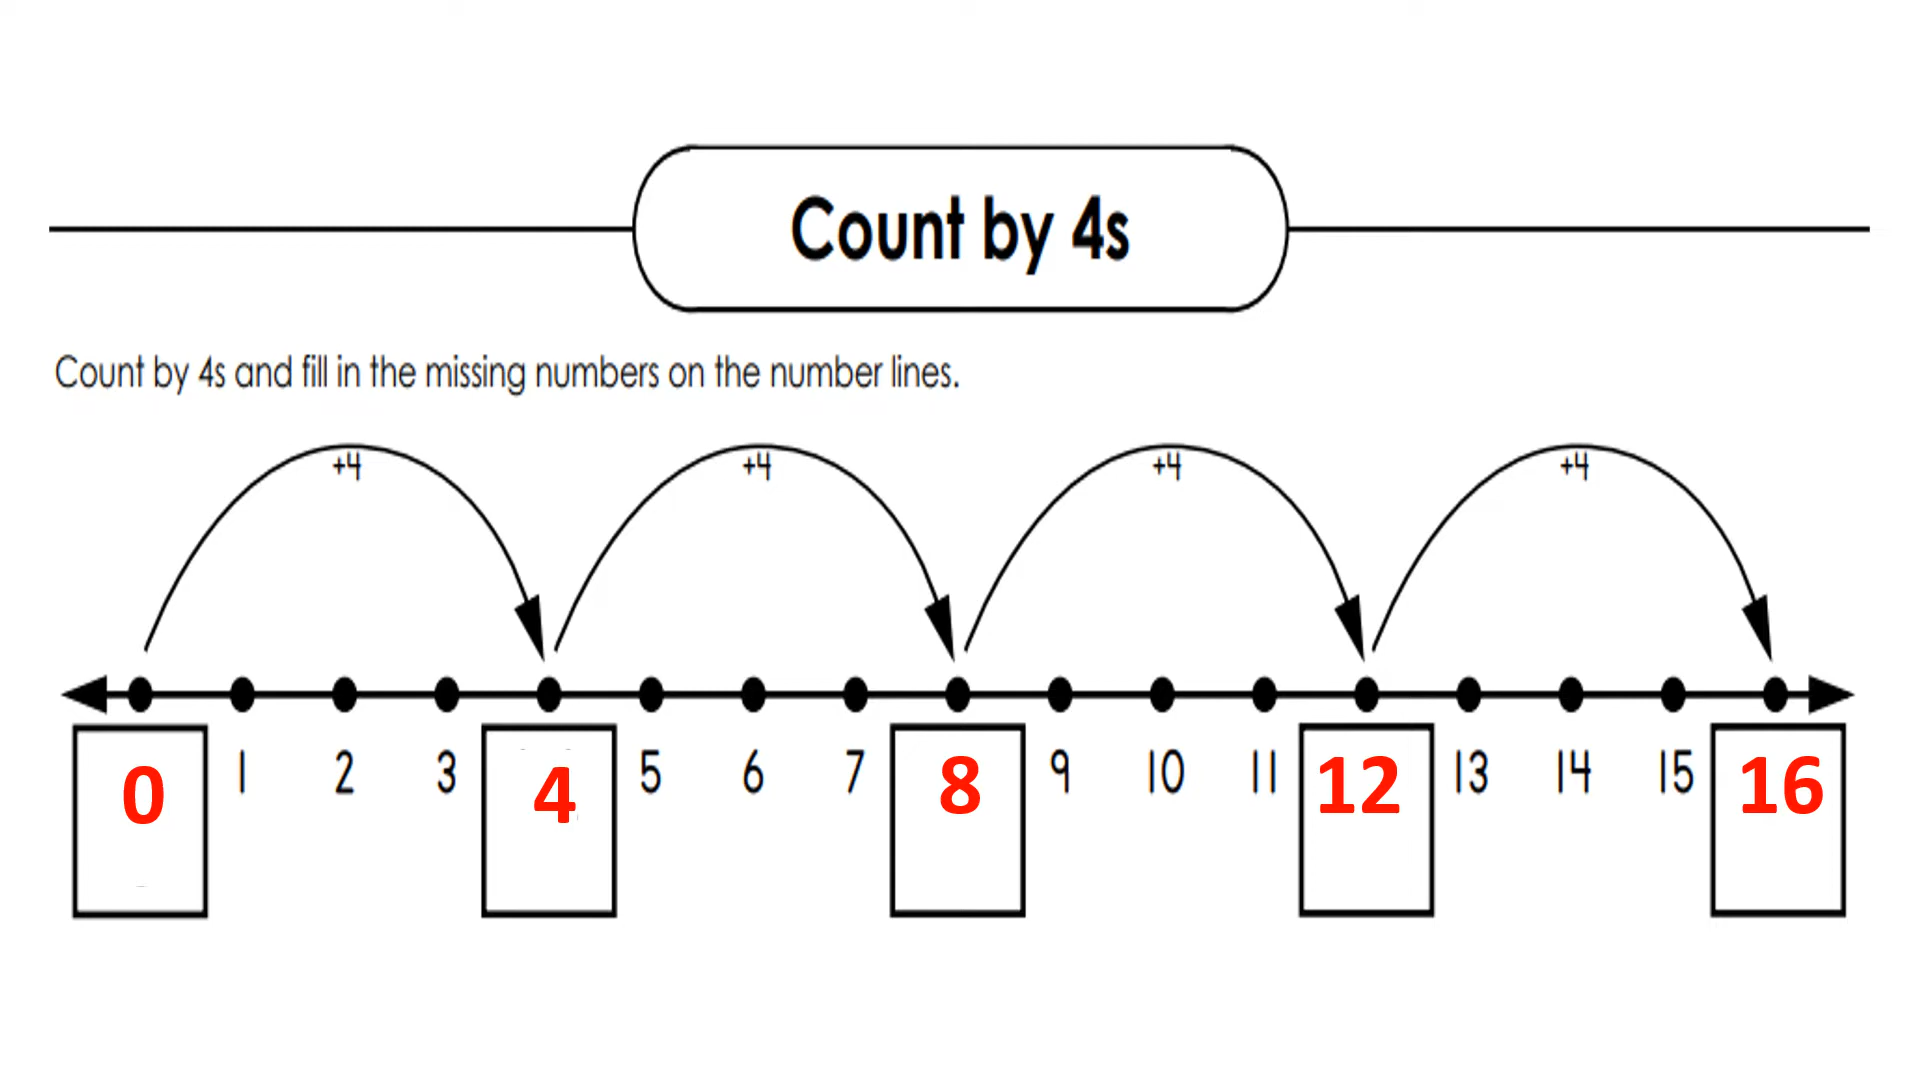 Count by 4s
Count by 4s and fill in the missing numbers on the number lines.
+4 +4 +4 +4
0 1 2 3 4 5 6 7 8 9 10 11 12 13 14 15 16